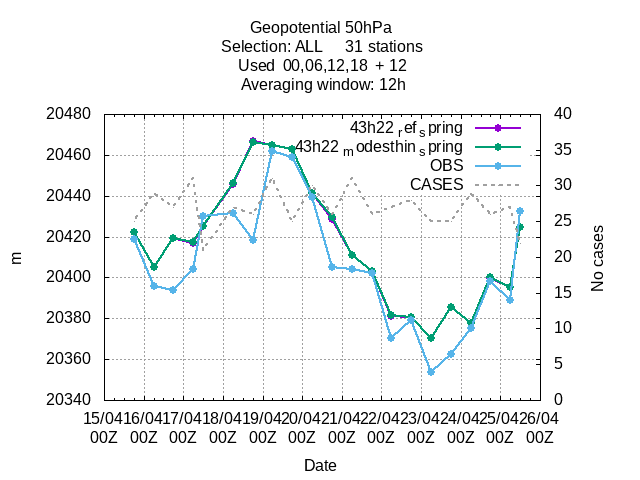 Geopotential 50hPa
Selection: ALL 31 stations
Used 00,06,12,18 + 12
Averaging window: 12h
20480
20460
20440
20420
20400
20380
20360
20340
m
40
35
30
25
20
15
10
5
0
No cases
43h22 ref spring
43h22 modesthin spring
OBS
CASES
15/04 16/04 17/04 18/04 19/04 20/04 21/04 22/04 23/04 24/04 25/04 26/04
00Z 00Z 00Z 00Z 00Z 00Z 00Z 00Z 00Z 00Z 00Z 00Z
Date